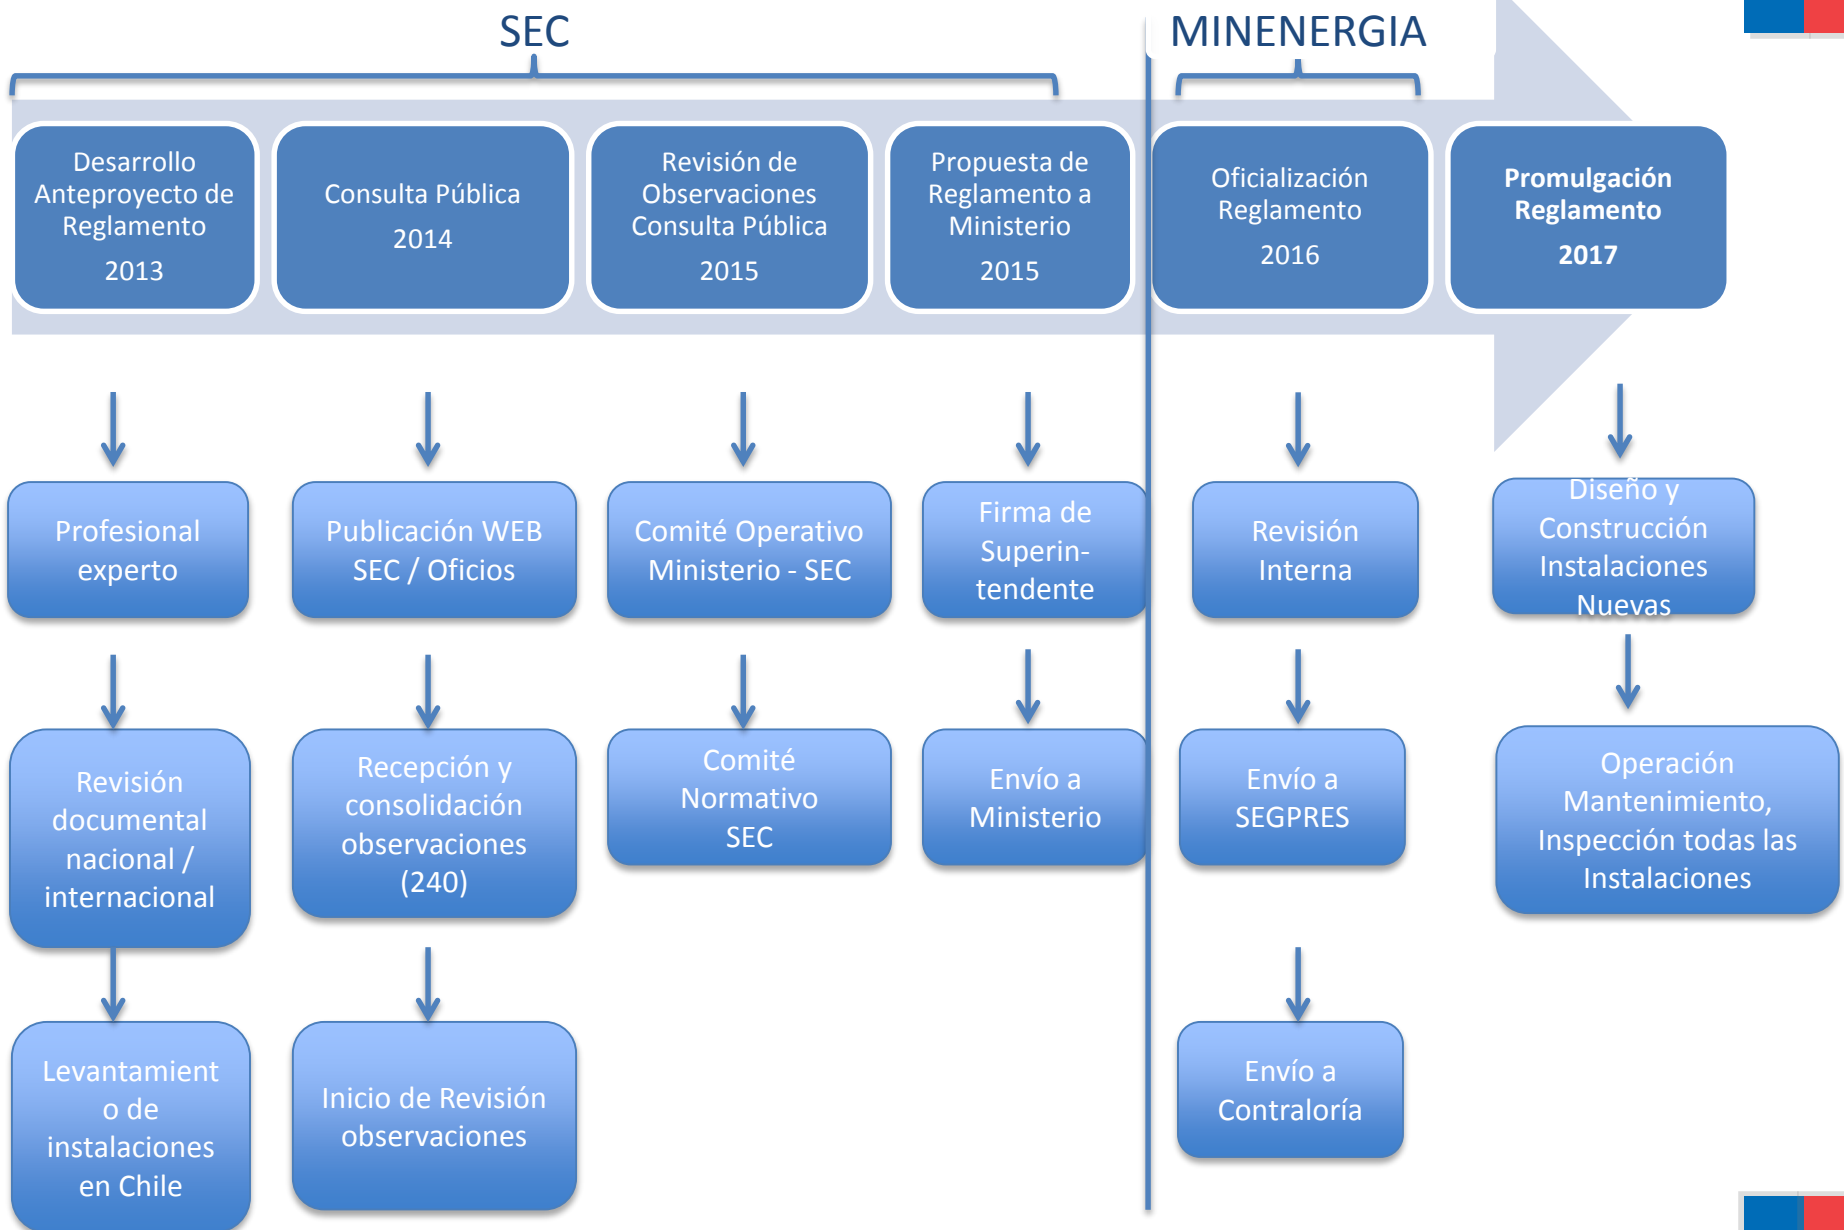 SEC
MINENERGIA
Desarrollo
Anteproyecto de
Reglamento
2013
Consulta Pública
2014
Revisión de
Observaciones
Consulta Pública
2015
Propuesta de
Reglamento a
Ministerio
2015
Oficialización
Reglamento
2016
Promulgación
Reglamento
2017
Profesional
experto
Publicación WEB
SEC / Oficios
Comité Operativo
Ministerio - SEC
Firma de
Superin-
tendente
Revisión
Interna
Diseño y
Construcción
Instalaciones
Nuevas
Revisión
documental
nacional /
internacional
Recepción y
consolidación
observaciones
(240)
Comité
Normativo
SEC
Envío a
Ministerio
Envío a
SEGPRES
Operación
Mantenimiento,
Inspección todas las
Instalaciones
Levantamient
o de
instalaciones
en Chile
Inicio de Revisión
observaciones
Envío a
Contraloría